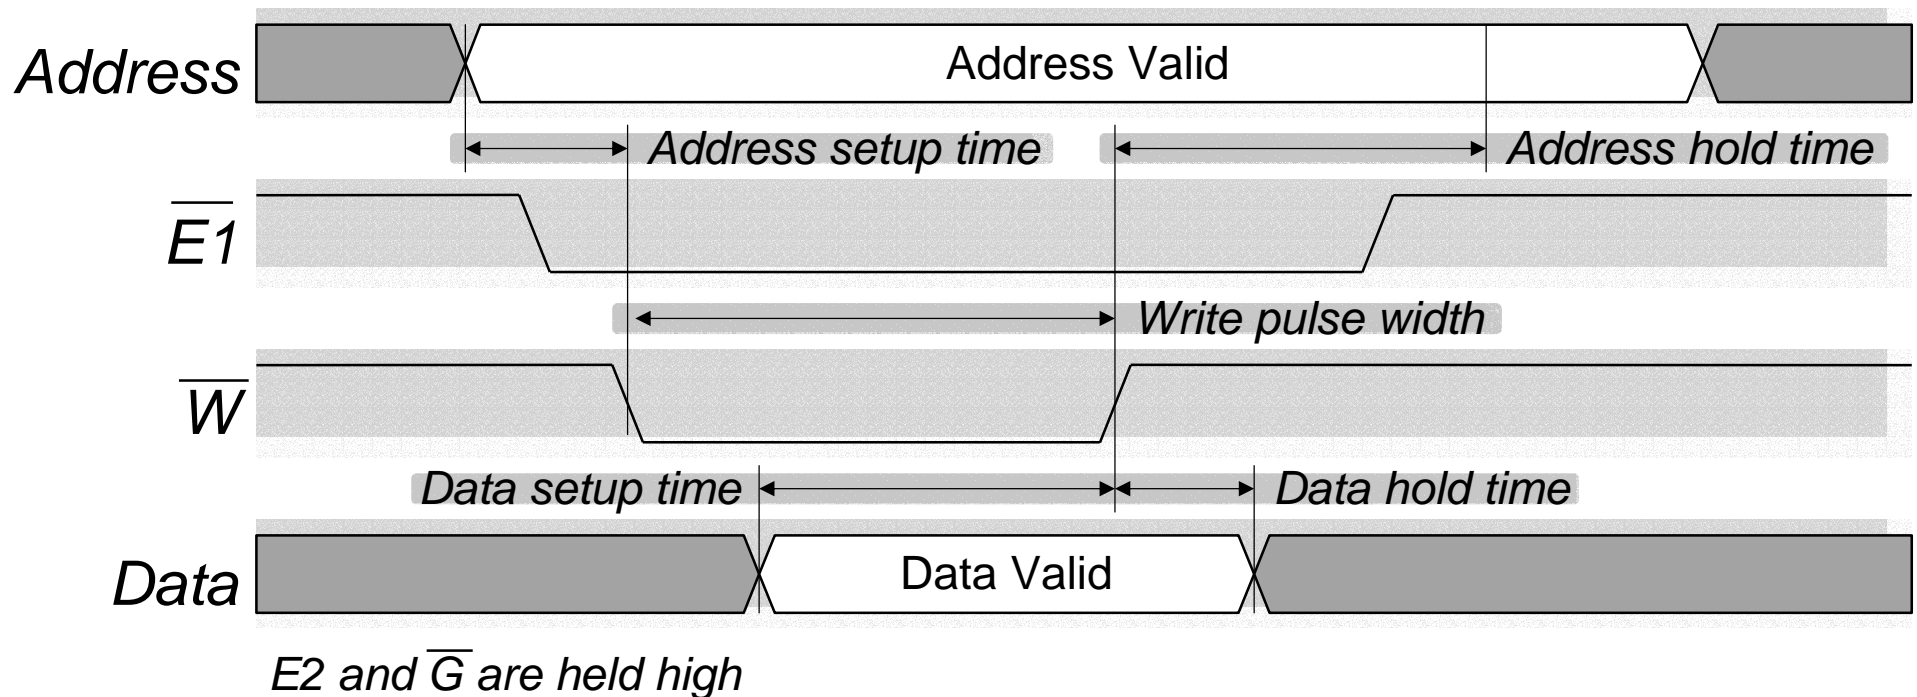 Address Address Valid
Address setup time Address hold time
E̅1̅
Write pulse width
W̅
Data setup time Data hold time
Data Data Valid
E2 and G̅ are held high